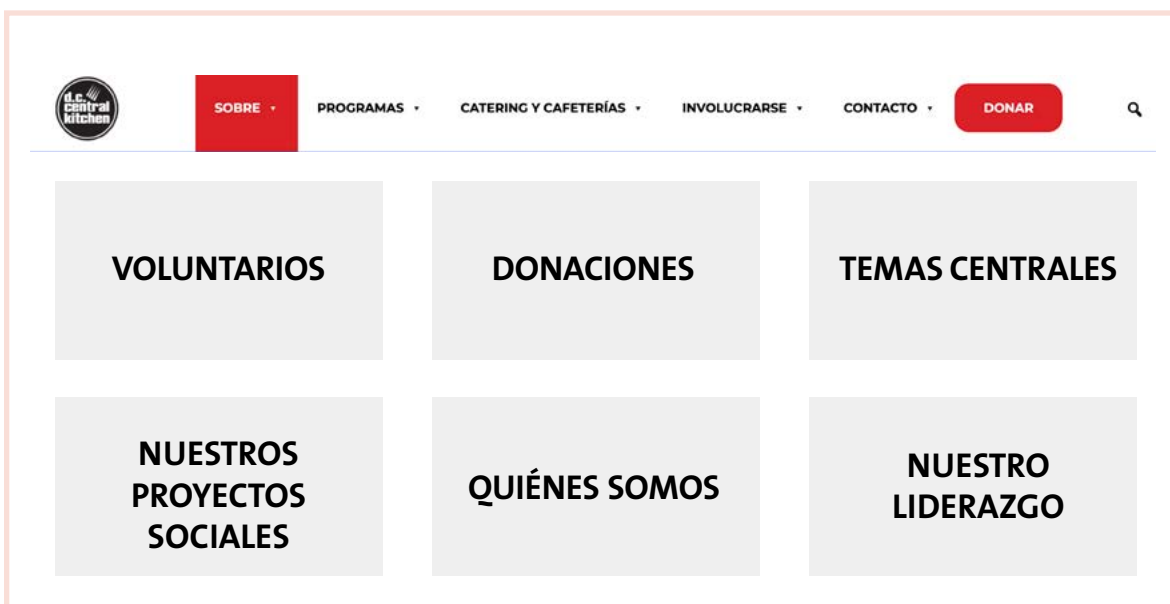 d.c.
central
kitchen
SOBRE
PROGRAMAS
CATERING Y CAFETERÍAS
INVOLUCRARSE
CONTACTO
DONAR
VOLUNTARIOS
DONACIONES
TEMAS CENTRALES
NUESTROS
PROYECTOS
SOCIALES
QUIÉNES SOMOS
NUESTRO
LIDERAZGO